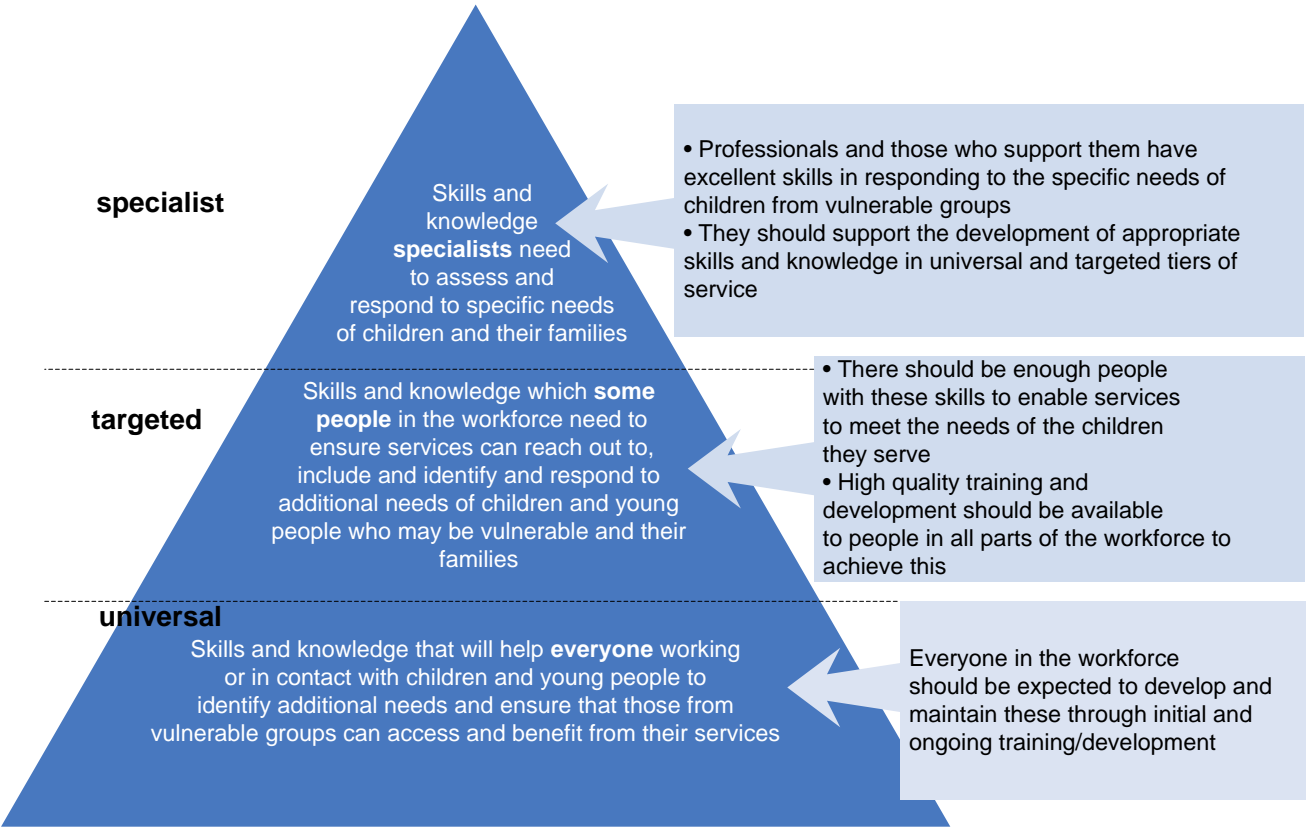 specialist
Skills and
knowledge
specialists need
to assess and
respond to specific needs
of children and their families
• Professionals and those who support them have
excellent skills in responding to the specific needs of
children from vulnerable groups
• They should support the development of appropriate
skills and knowledge in universal and targeted tiers of
service
targeted
Skills and knowledge which some
people in the workforce need to
ensure services can reach out to,
include and identify and respond to
additional needs of children and young
people who may be vulnerable and their
families
• There should be enough people
with these skills to enable services
to meet the needs of the children
they serve
• High quality training and
development should be available
to people in all parts of the workforce to
achieve this
universal
Skills and knowledge that will help everyone working
or in contact with children and young people to
identify additional needs and ensure that those from
vulnerable groups can access and benefit from their services
Everyone in the workforce
should be expected to develop and
maintain these through initial and
ongoing training/development